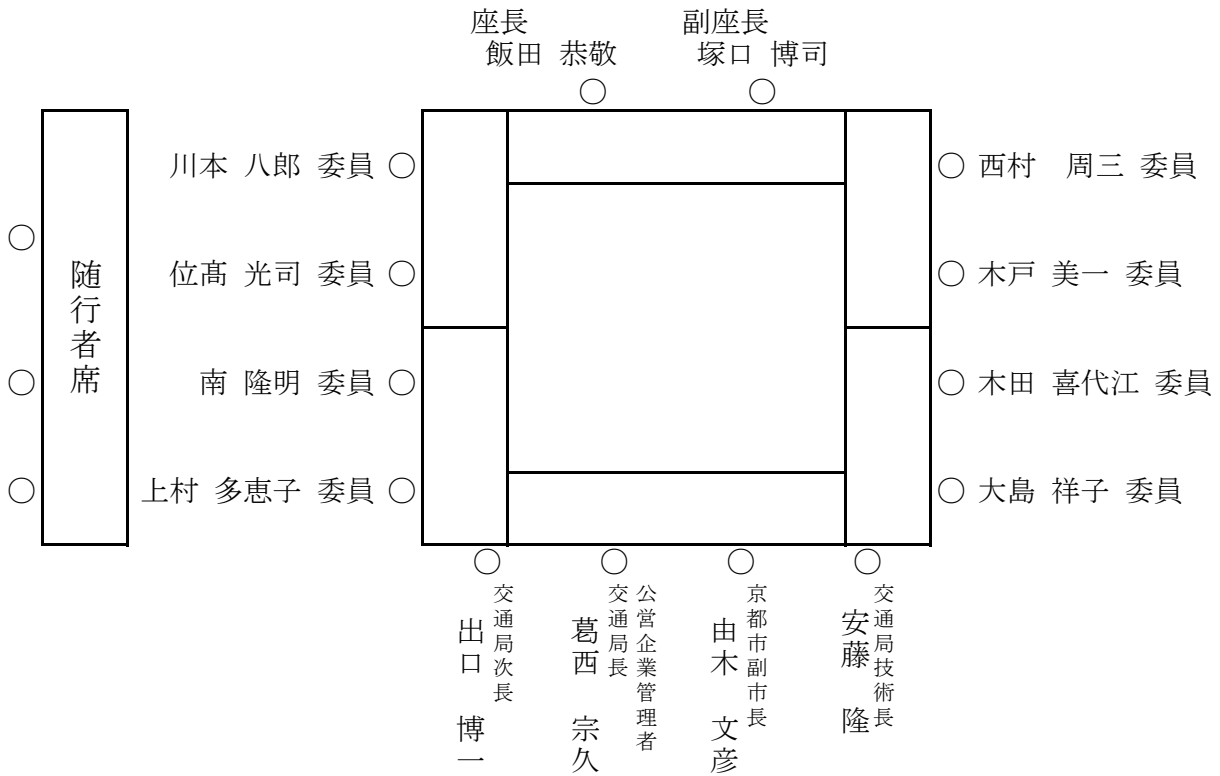 座長
飯田 恭敬
副座長
塚口 博司
随行者席
川本 八郎 委員
位髙 光司 委員
南 隆明 委員
上村 多恵子 委員
西村 周三 委員
木戸 美一 委員
木田 喜代江 委員
大島 祥子 委員
交通局次長
出口 博一
公営企業管理者
交通局長
葛西 宗久
京都市副市長
由木 文彦
交通局技術長
安藤 隆